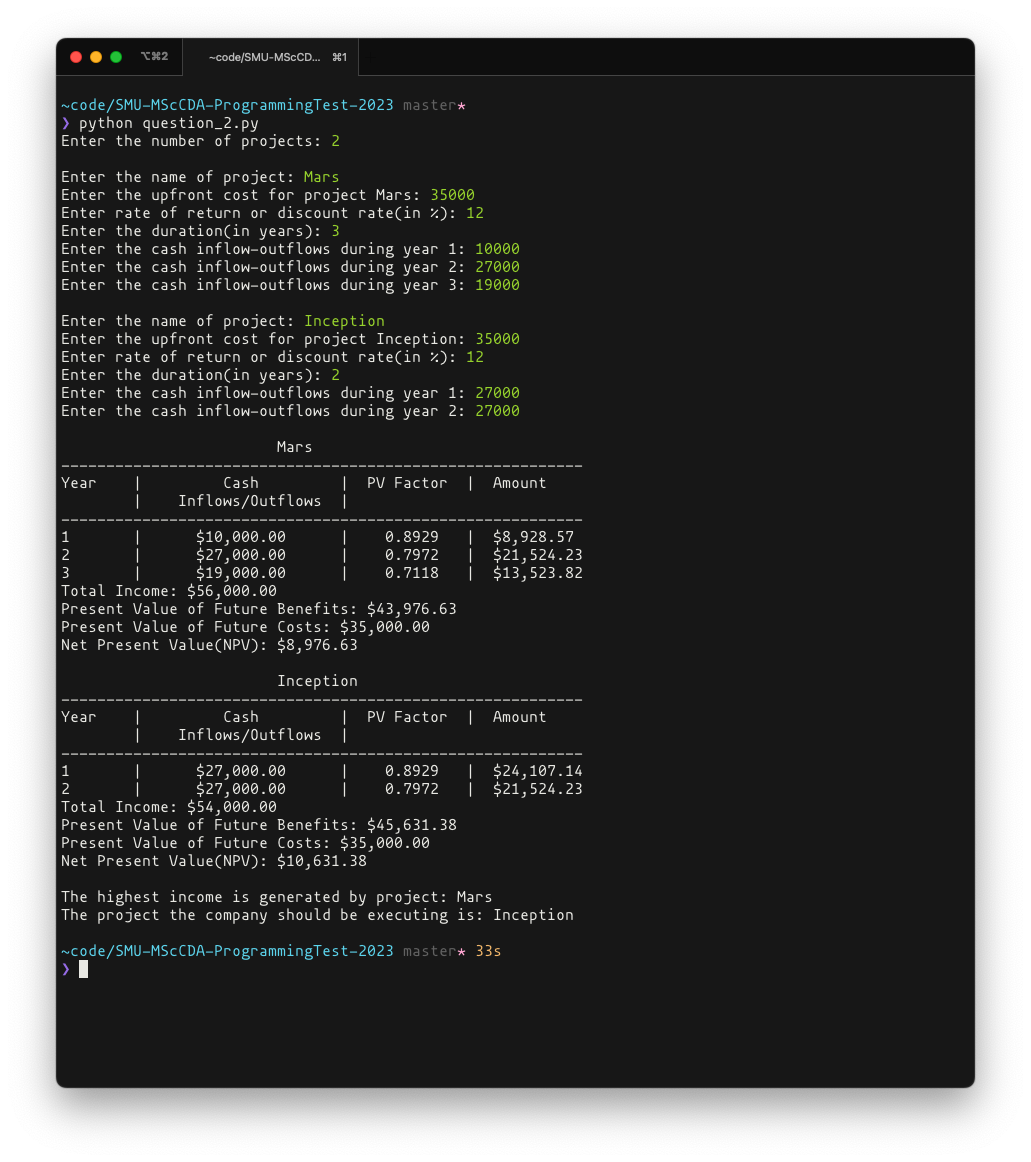 ⌥⌘2
~code/SMU-MScCD... ⌘1
~code/SMU-MScCDA-ProgrammingTest-2023 master*
❯ python question_2.py
Enter the number of projects: 2
Enter the name of project: Mars
Enter the upfront cost for project Mars: 35000
Enter rate of return or discount rate(in %): 12
Enter the duration(in years): 3
Enter the cash inflow-outflows during year 1: 10000
Enter the cash inflow-outflows during year 2: 27000
Enter the cash inflow-outflows during year 3: 19000
Enter the name of project: Inception
Enter the upfront cost for project Inception: 35000
Enter rate of return or discount rate(in %): 12
Enter the duration(in years): 2
Enter the cash inflow-outflows during year 1: 27000
Enter the cash inflow-outflows during year 2: 27000
Mars
----------------------------------------------------------
Year | Cash | PV Factor | Amount
| Inflows/Outflows |
----------------------------------------------------------
1 | $10,000.00 | 0.8929 | $8,928.57
2 | $27,000.00 | 0.7972 | $21,524.23
3 | $19,000.00 | 0.7118 | $13,523.82
Total Income: $56,000.00
Present Value of Future Benefits: $43,976.63
Present Value of Future Costs: $35,000.00
Net Present Value(NPV): $8,976.63
Inception
----------------------------------------------------------
Year | Cash | PV Factor | Amount
| Inflows/Outflows |
----------------------------------------------------------
1 | $27,000.00 | 0.8929 | $24,107.14
2 | $27,000.00 | 0.7972 | $21,524.23
Total Income: $54,000.00
Present Value of Future Benefits: $45,631.38
Present Value of Future Costs: $35,000.00
Net Present Value(NPV): $10,631.38
The highest income is generated by project: Mars
The project the company should be executing is: Inception
~code/SMU-MScCDA-ProgrammingTest-2023 master* 33s
❯